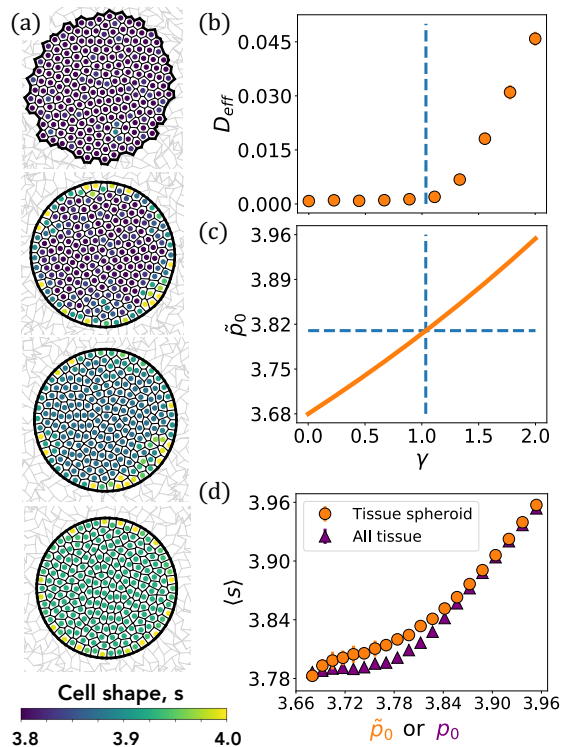 (a)
Cell shape, s
3.8 3.9 4.0
(b)
D_eff
0.045
0.030
0.015
0.000
(c)
p̃₀
3.96
3.89
3.82
3.75
3.68
0.0 0.5 1.0 1.5 2.0
γ
(d)
⟨s⟩
3.96
3.90
3.84
3.78
Tissue spheroid
All tissue
3.66 3.72 3.78 3.84 3.90 3.96
p̃₀ or p₀